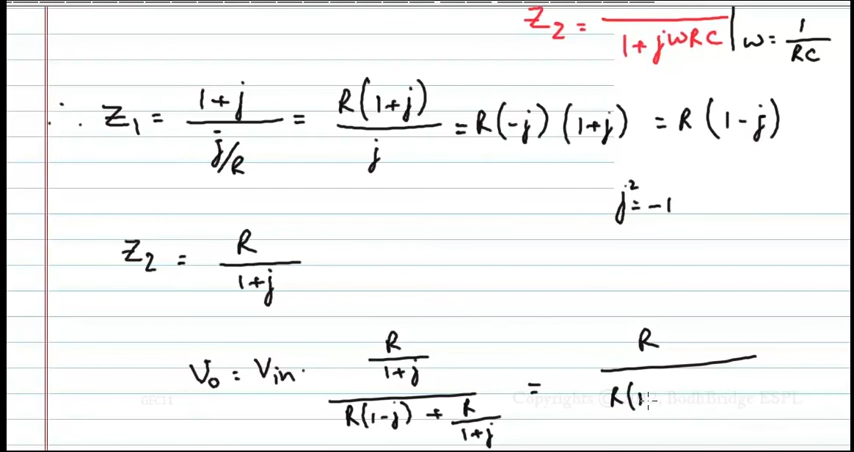 Z₂ = ――― / (1 + jωRC) | ω = 1/RC
∴ Z₁ = (1+j) / (j/R) = R(1+j) / j = R(-j)(1+j) = R(1-j)
j² = -1
Z₂ = R / (1+j)
V₀ = Vin · (R/(1+j)) / (R(1-j) + R/(1+j)) = R / (R(1-
Copyrights © BodhBridge ESPL